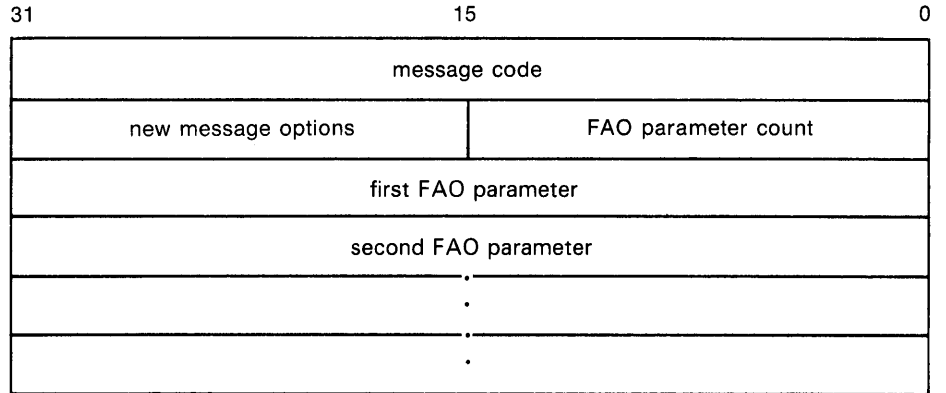 31 15 0
message code
new message options FAO parameter count
first FAO parameter
second FAO parameter